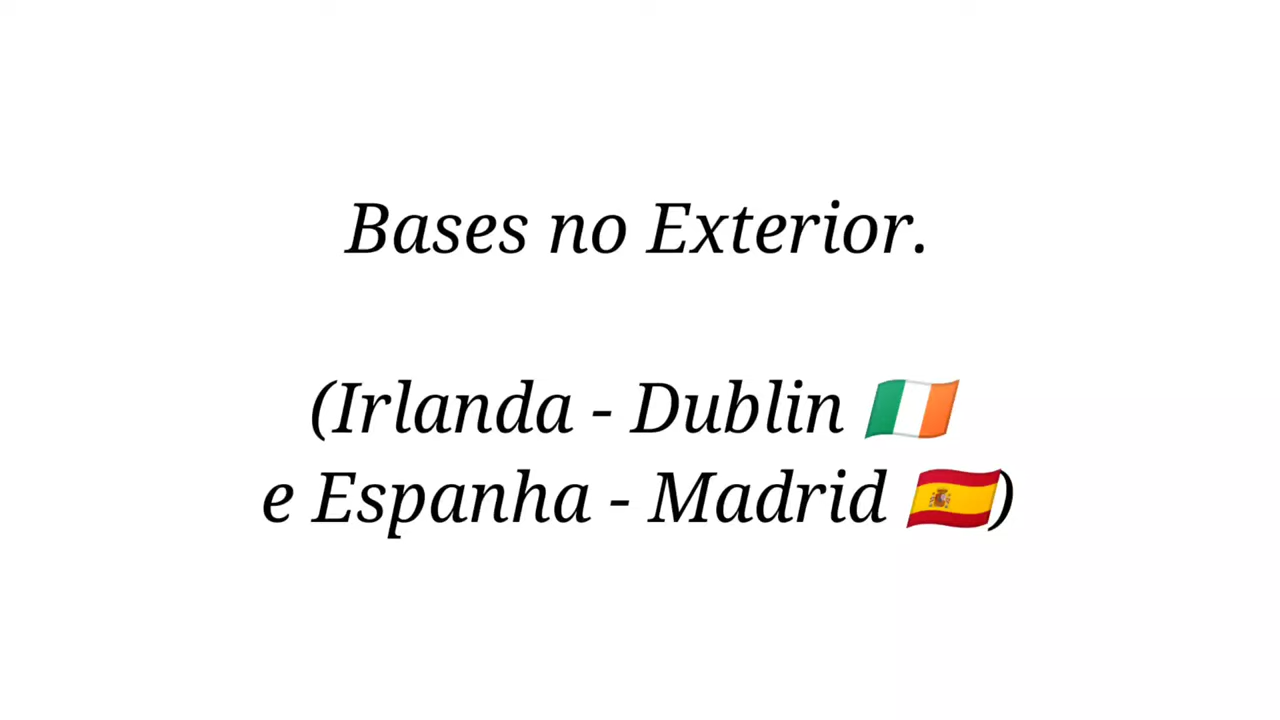 Bases no Exterior.
(Irlanda - Dublin 🇮🇪
e Espanha - Madrid 🇪🇸)